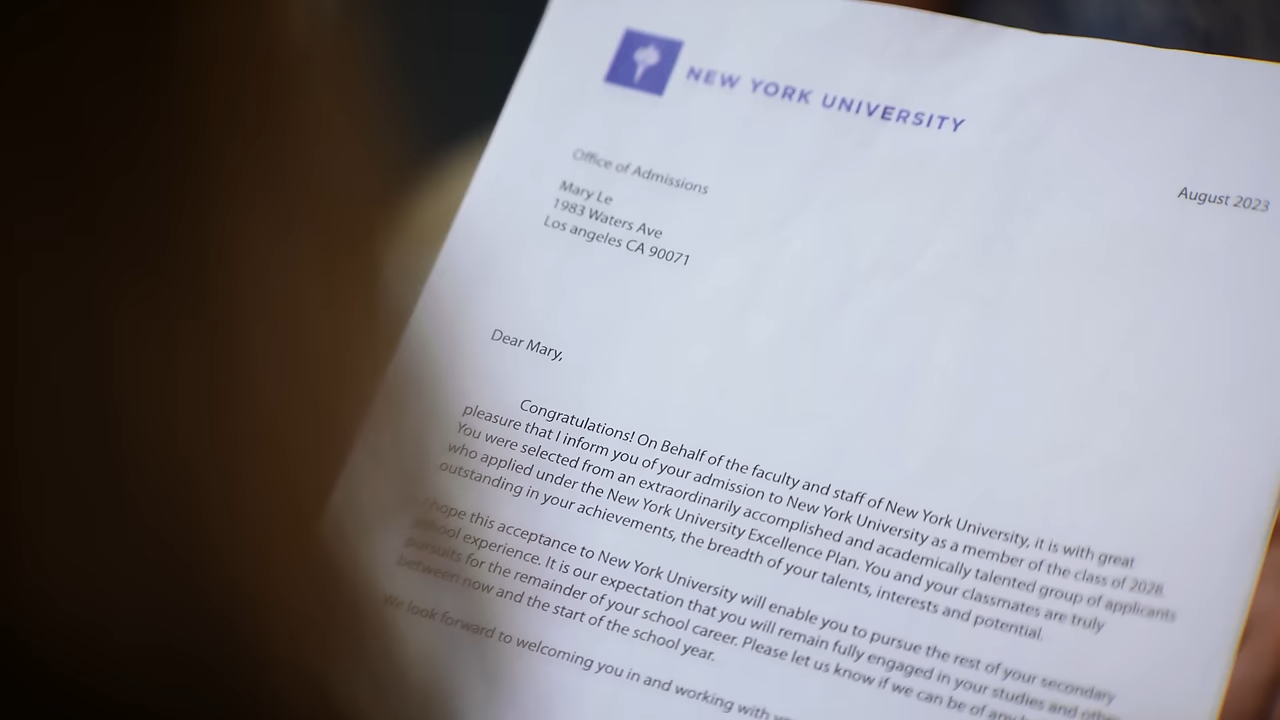 NEW YORK UNIVERSITY
Office of Admissions
August 2023
Mary Le
1983 Waters Ave
Los angeles CA 90071
Dear Mary,
Congratulations! On Behalf of the faculty and staff of New York University, it is with great
pleasure that I inform you of your admission to New York University as a member of the class of 2028.
You were selected from an extraordinarily accomplished and academically talented group of applicants
who applied under the New York University Excellence Plan. You and your classmates are truly
outstanding in your achievements, the breadth of your talents, interests and potential.
hope this acceptance to New York University will enable you to pursue the rest of your secondary
school experience. It is our expectation that you will remain fully engaged in your studies and
pursuits for the remainder of your school career. Please let us know if we can be of
between now and the start of the school year.
We look forward to welcoming you in and working with